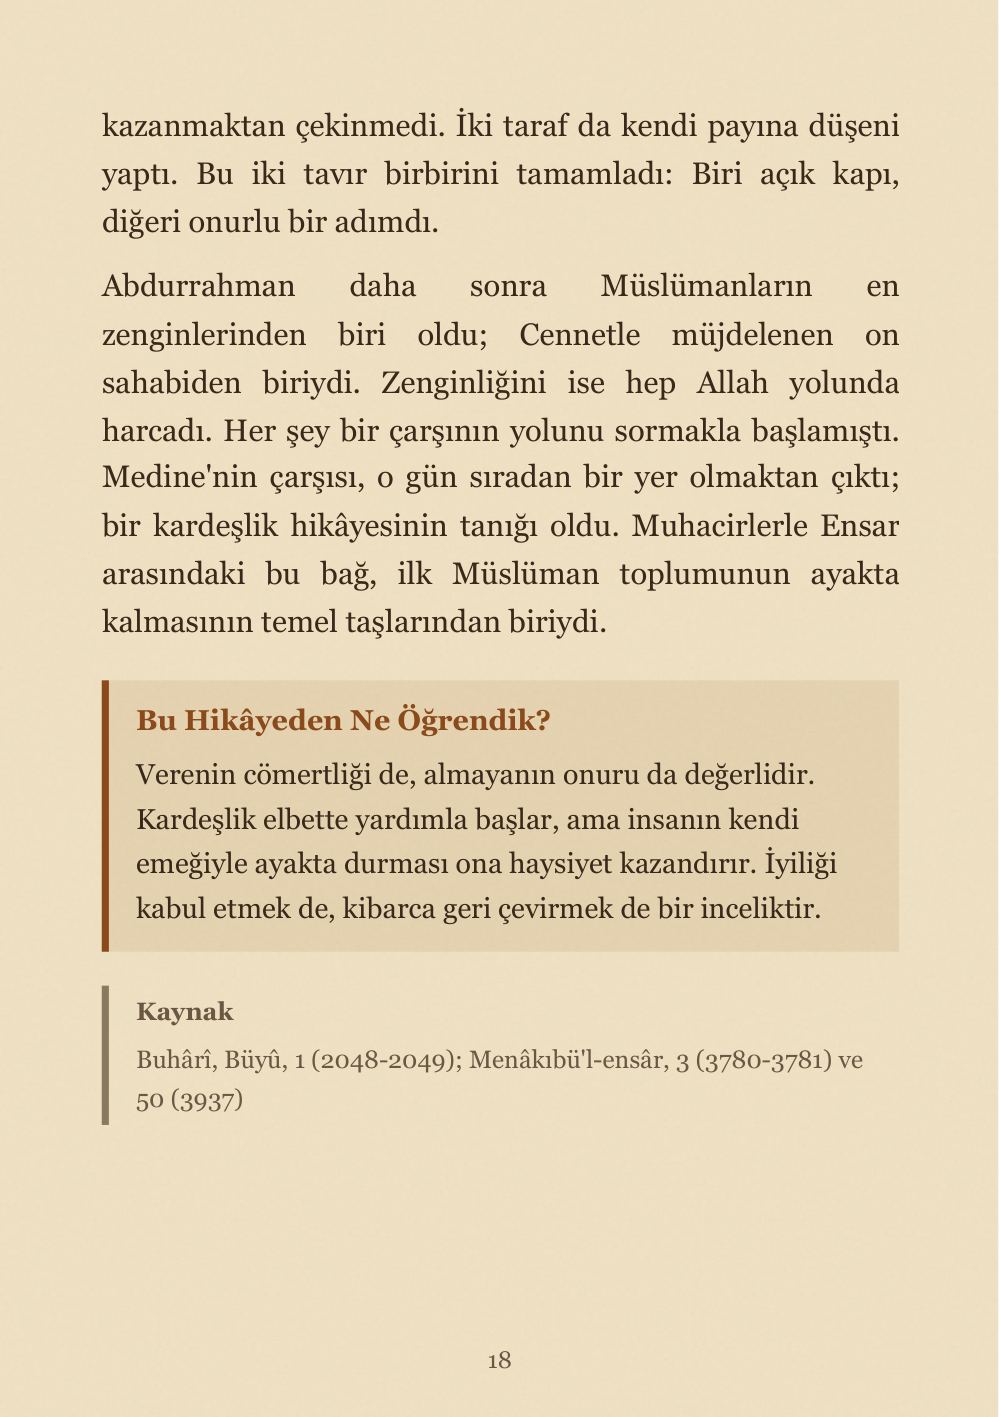 kazanmaktan çekinmedi. İki taraf da kendi payına düşeni
yaptı. Bu iki tavır birbirini tamamladı: Biri açık kapı,
diğeri onurlu bir adımdı.
Abdurrahman daha sonra Müslümanların en
zenginlerinden biri oldu; Cennetle müjdelenen on
sahabiden biriydi. Zenginliğini ise hep Allah yolunda
harcadı. Her şey bir çarşının yolunu sormakla başlamıştı.
Medine'nin çarşısı, o gün sıradan bir yer olmaktan çıktı;
bir kardeşlik hikâyesinin tanığı oldu. Muhacirlerle Ensar
arasındaki bu bağ, ilk Müslüman toplumunun ayakta
kalmasının temel taşlarından biriydi.
Bu Hikâyeden Ne Öğrendik?
Verenin cömertliği de, almayanın onuru da değerlidir.
Kardeşlik elbette yardımla başlar, ama insanın kendi
emeğiyle ayakta durması ona haysiyet kazandırır. İyiliği
kabul etmek de, kibarca geri çevirmek de bir inceliktir.
Kaynak
Buhârî, Büyû, 1 (2048-2049); Menâkıbü'l-ensâr, 3 (3780-3781) ve
50 (3937)
18